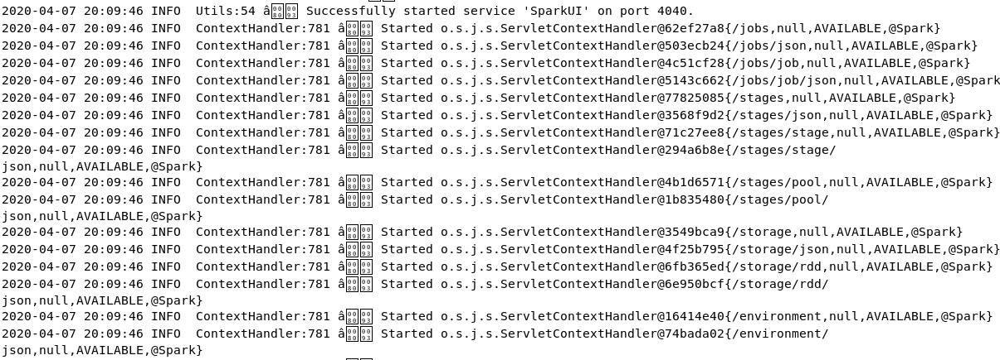 2020-04-07 20:09:46 INFO  Utils:54 â Successfully started service 'SparkUI' on port 4040.
2020-04-07 20:09:46 INFO  ContextHandler:781 â Started o.s.j.s.ServletContextHandler@62ef27a8{/jobs,null,AVAILABLE,@Spark}
2020-04-07 20:09:46 INFO  ContextHandler:781 â Started o.s.j.s.ServletContextHandler@503ecb24{/jobs/json,null,AVAILABLE,@Spark}
2020-04-07 20:09:46 INFO  ContextHandler:781 â Started o.s.j.s.ServletContextHandler@4c51cf28{/jobs/job,null,AVAILABLE,@Spark}
2020-04-07 20:09:46 INFO  ContextHandler:781 â Started o.s.j.s.ServletContextHandler@5143c662{/jobs/job/json,null,AVAILABLE,@Spark
2020-04-07 20:09:46 INFO  ContextHandler:781 â Started o.s.j.s.ServletContextHandler@77825085{/stages,null,AVAILABLE,@Spark}
2020-04-07 20:09:46 INFO  ContextHandler:781 â Started o.s.j.s.ServletContextHandler@3568f9d2{/stages/json,null,AVAILABLE,@Spark}
2020-04-07 20:09:46 INFO  ContextHandler:781 â Started o.s.j.s.ServletContextHandler@71c27ee8{/stages/stage,null,AVAILABLE,@Spark}
2020-04-07 20:09:46 INFO  ContextHandler:781 â Started o.s.j.s.ServletContextHandler@294a6b8e{/stages/stage/
json,null,AVAILABLE,@Spark}
2020-04-07 20:09:46 INFO  ContextHandler:781 â Started o.s.j.s.ServletContextHandler@4b1d6571{/stages/pool,null,AVAILABLE,@Spark}
2020-04-07 20:09:46 INFO  ContextHandler:781 â Started o.s.j.s.ServletContextHandler@1b835480{/stages/pool/
json,null,AVAILABLE,@Spark}
2020-04-07 20:09:46 INFO  ContextHandler:781 â Started o.s.j.s.ServletContextHandler@3549bca9{/storage,null,AVAILABLE,@Spark}
2020-04-07 20:09:46 INFO  ContextHandler:781 â Started o.s.j.s.ServletContextHandler@4f25b795{/storage/json,null,AVAILABLE,@Spark}
2020-04-07 20:09:46 INFO  ContextHandler:781 â Started o.s.j.s.ServletContextHandler@6fb365ed{/storage/rdd,null,AVAILABLE,@Spark}
2020-04-07 20:09:46 INFO  ContextHandler:781 â Started o.s.j.s.ServletContextHandler@6e950bcf{/storage/rdd/
json,null,AVAILABLE,@Spark}
2020-04-07 20:09:46 INFO  ContextHandler:781 â Started o.s.j.s.ServletContextHandler@16414e40{/environment,null,AVAILABLE,@Spark}
2020-04-07 20:09:46 INFO  ContextHandler:781 â Started o.s.j.s.ServletContextHandler@74bada02{/environment/
json,null,AVAILABLE,@Spark}